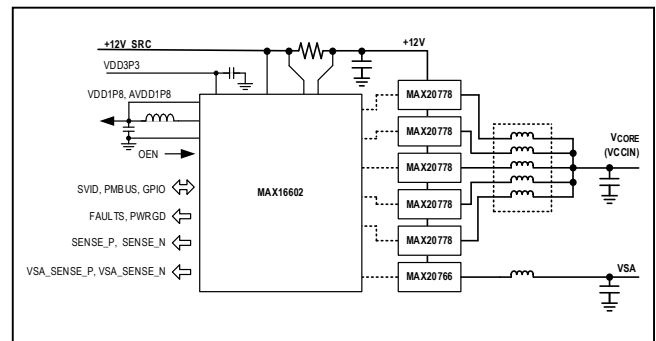 +12V_SRC
+12V
VDD3P3
VDD1P8, AVDD1P8
OEN
MAX16602
SVID, PMBUS, GPIO
FAULTS, PWRGD
SENSE_P, SENSE_N
VSA_SENSE_P, VSA_SENSE_N
MAX20778
MAX20778
MAX20778
MAX20778
MAX20778
MAX20766
VCORE
(VCCIN)
VSA